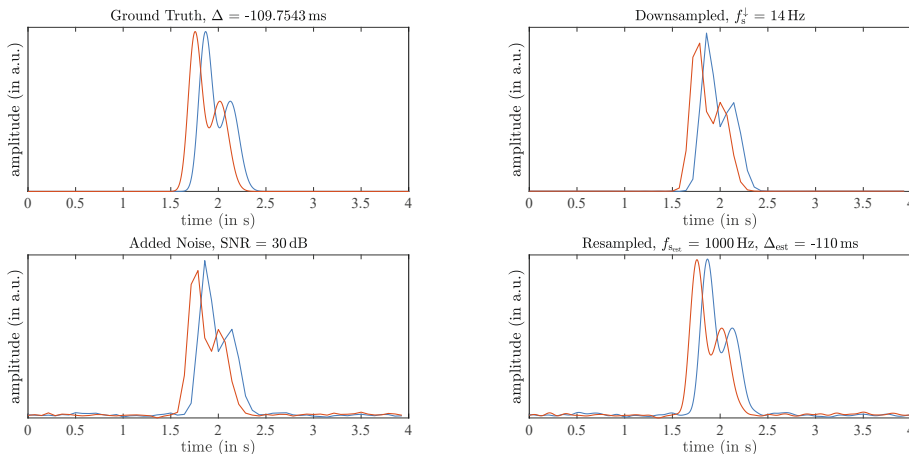 Ground Truth, Δ = -109.7543 ms
amplitude (in a.u.)
0 0.5 1 1.5 2 2.5 3 3.5 4
time (in s)
Downsampled, f_s^↓ = 14 Hz
amplitude (in a.u.)
0 0.5 1 1.5 2 2.5 3 3.5 4
time (in s)
Added Noise, SNR = 30 dB
amplitude (in a.u.)
0 0.5 1 1.5 2 2.5 3 3.5 4
time (in s)
Resampled, f_{s_est} = 1000 Hz, Δ_est = -110 ms
amplitude (in a.u.)
0 0.5 1 1.5 2 2.5 3 3.5 4
time (in s)